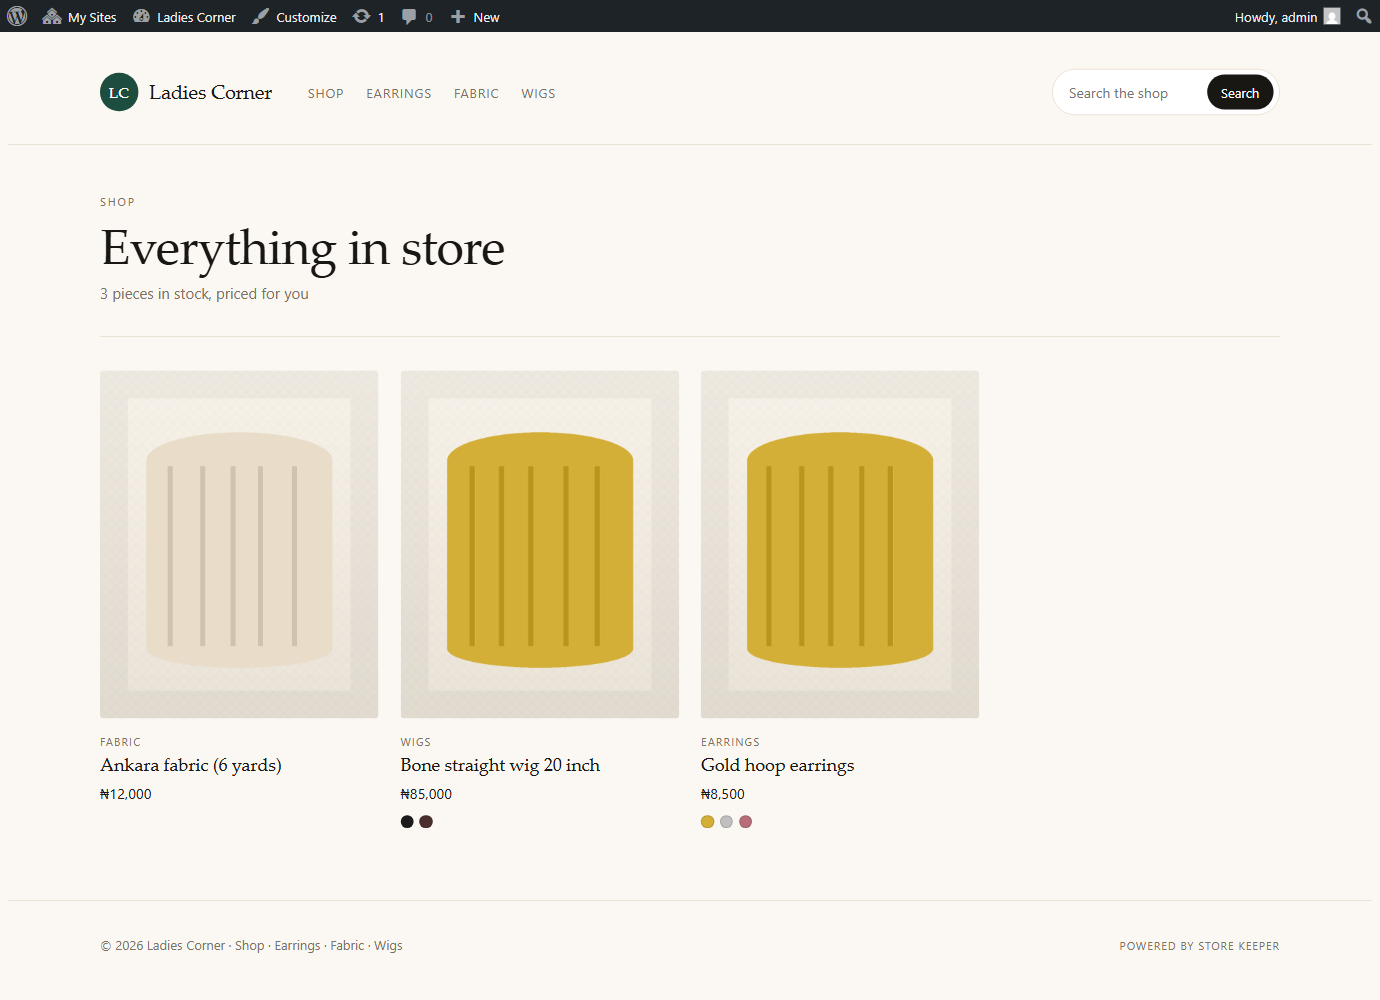 My Sites Ladies Corner Customize 1 0 New Howdy, admin
LC Ladies Corner SHOP EARRINGS FABRIC WIGS Search the shop Search
SHOP
Everything in store
3 pieces in stock, priced for you
FABRIC
Ankara fabric (6 yards)
₦12,000
WIGS
Bone straight wig 20 inch
₦85,000
EARRINGS
Gold hoop earrings
₦8,500
© 2026 Ladies Corner · Shop · Earrings · Fabric · Wigs POWERED BY STORE KEEPER